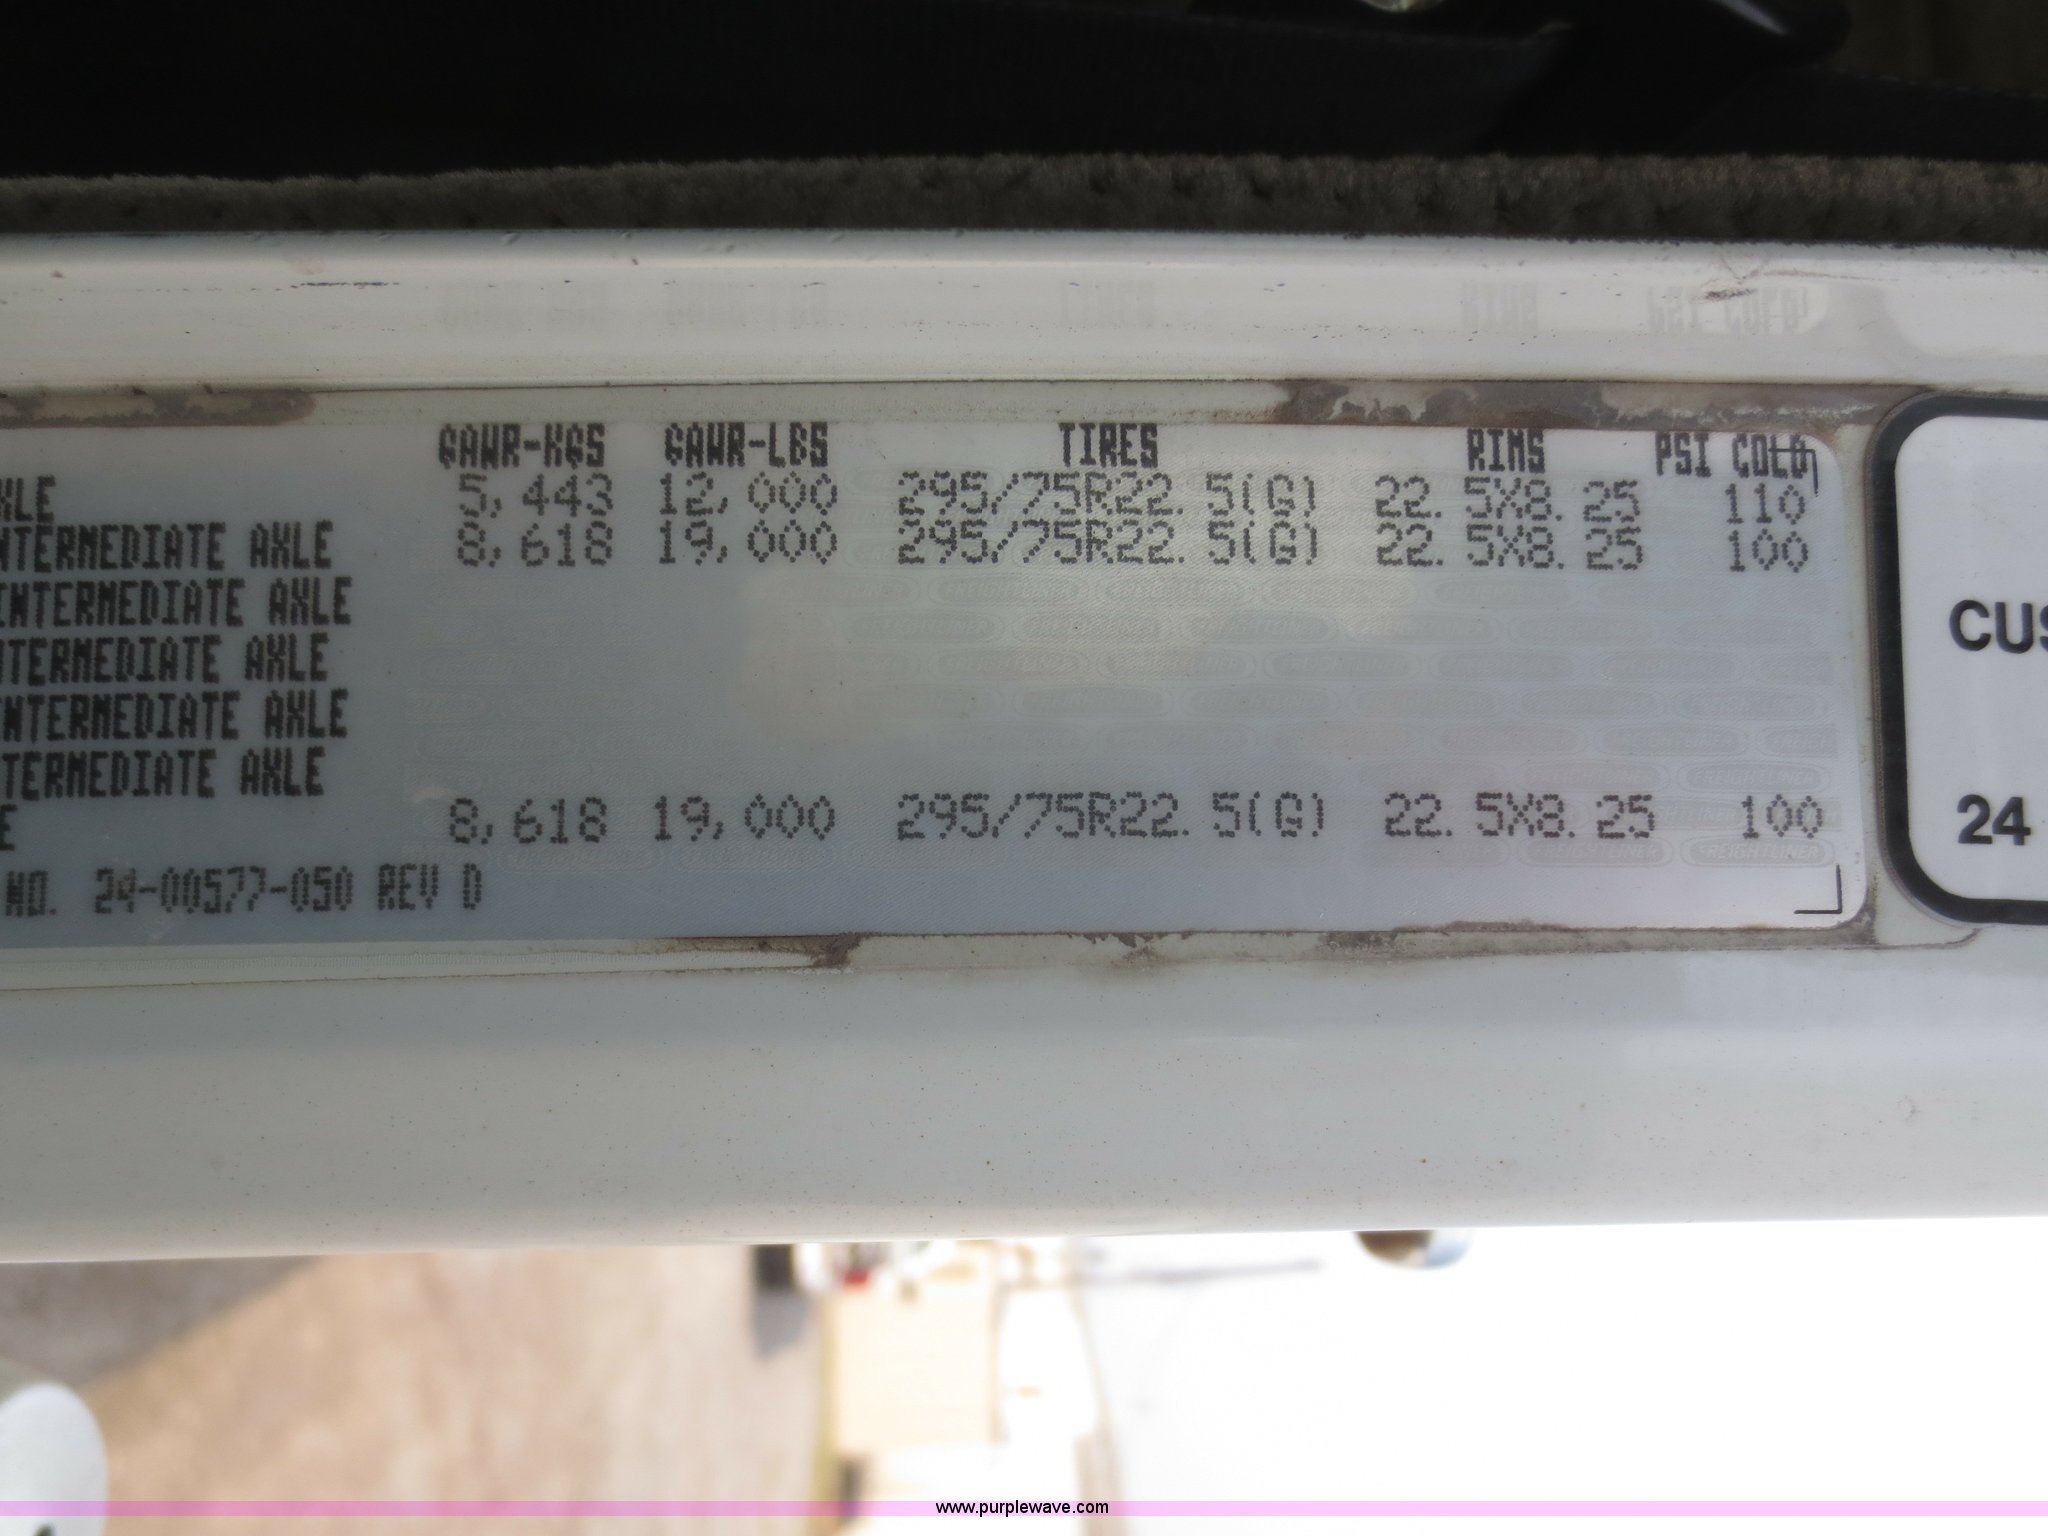 GAWR-KGS GAWR-LBS TIRES RIMS PSI COLD
XLE 5,443 12,000 295/75R22.5(G) 22.5X8.25 110
NTERMEDIATE AXLE 8,618 19,000 295/75R22.5(G) 22.5X8.25 100
INTERMEDIATE AXLE
NTERMEDIATE AXLE
INTERMEDIATE AXLE
TERMEDIATE AXLE
E 8,618 19,000 295/75R22.5(G) 22.5X8.25 100
NO. 24-00577-050 REV D
FREIGHTLINER
CUS
24
www.purplewave.com